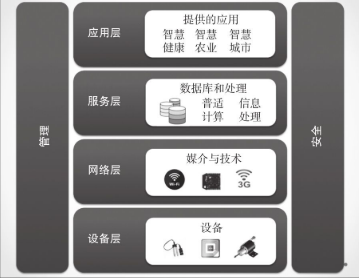 管理
应用层
提供的应用
智慧 智慧 智慧
健康 农业 城市
服务层
数据库和处理
普适 信息
计算 处理
网络层
媒介与技术
Wi-Fi
3G
设备层
设备
安全